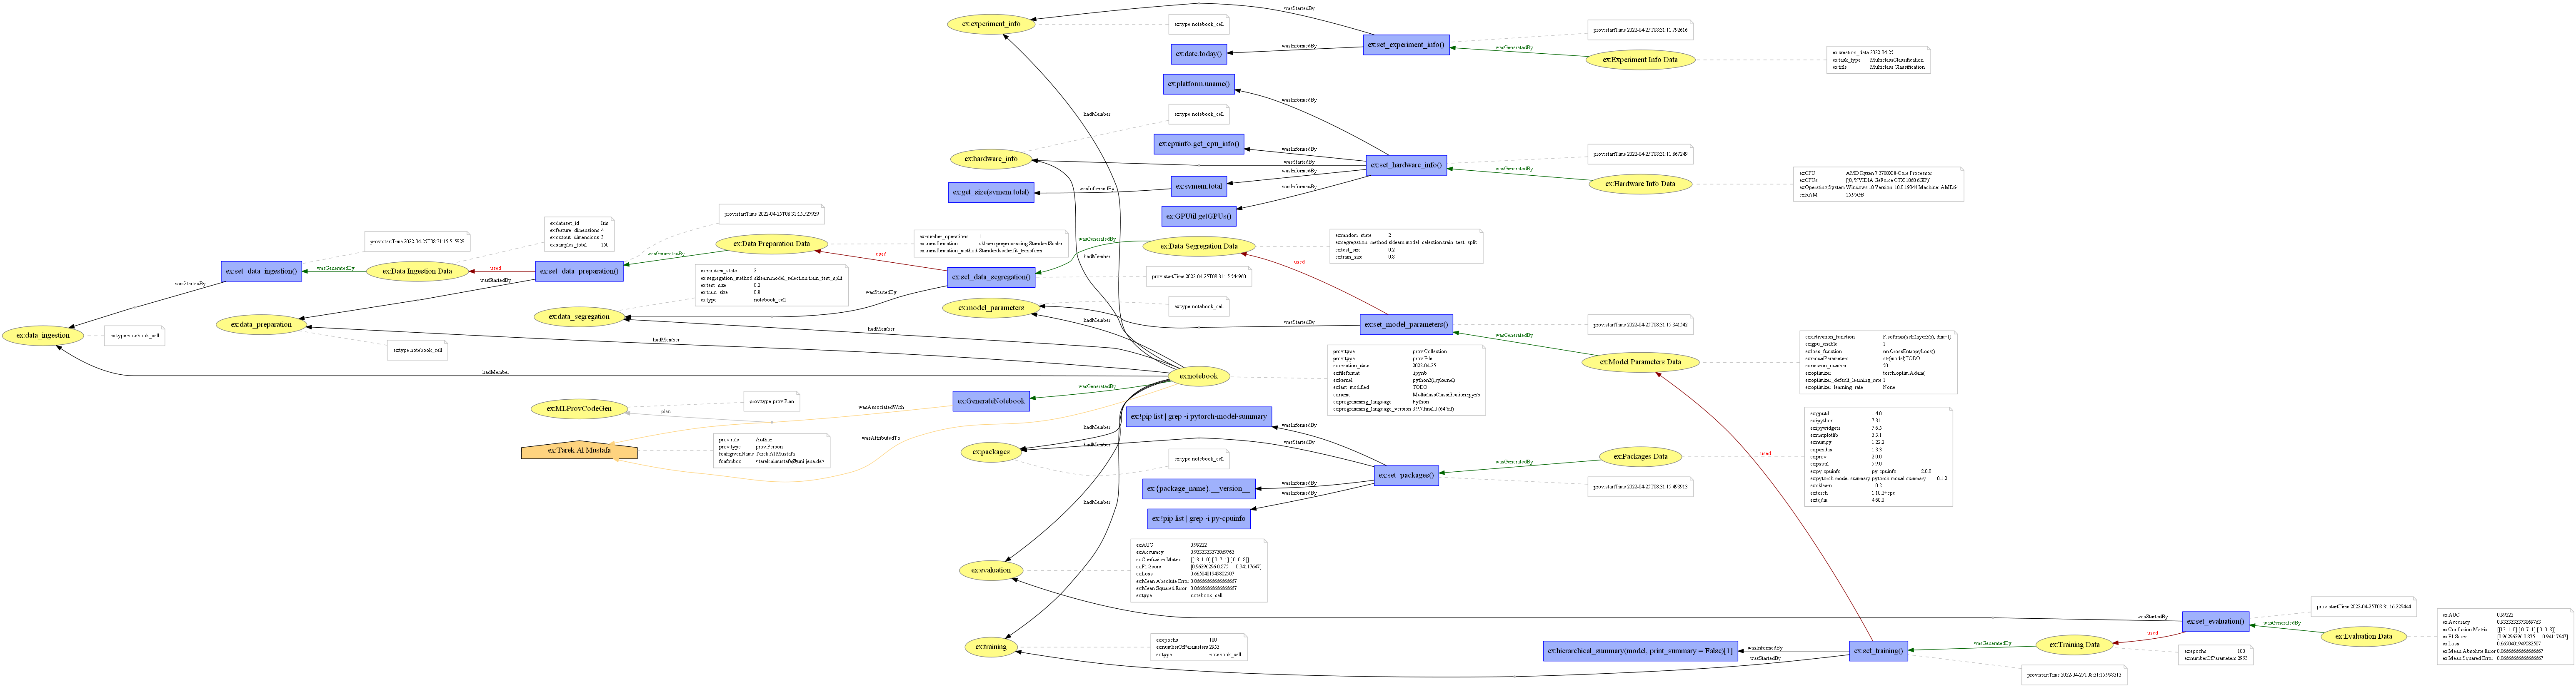 ex:experiment_info
ex:type notebook_cell
wasStartedBy
ex:date.today()
wasInformedBy
ex:set_experiment_info()
prov:startTime 2022-04-25T08:31:11.792616
wasGeneratedBy
ex:Experiment Info Data
ex:creation_date 2022-04-25
ex:task_type MulticlassClassification
ex:title Multiclass Classification
ex:platform.uname()
wasInformedBy
hadMember
ex:type notebook_cell
ex:hardware_info
ex:cpuinfo.get_cpu_info()
wasInformedBy
wasStartedBy
wasInformedBy
wasInformedBy
ex:set_hardware_info()
prov:startTime 2022-04-25T08:31:11.867249
wasGeneratedBy
ex:Hardware Info Data
ex:CPU AMD Ryzen 7 3700X 8-Core Processor
ex:GPUs [(0, 'NVIDIA GeForce GTX 1060 6GB')]
ex:Operating System Windows 10 Version: 10.0.19044 Machine: AMD64
ex:RAM 15.95GB
ex:get_size(svmem.total)
wasInformedBy
ex:svmem.total
ex:GPUtil.getGPUs()
prov:startTime 2022-04-25T08:31:15.515929
ex:dataset_id Iris
ex:feature_dimensions 4
ex:output_dimensions 3
ex:samples_total 150
prov:startTime 2022-04-25T08:31:15.527939
ex:set_data_ingestion()
wasGeneratedBy
ex:Data Ingestion Data
used
ex:set_data_preparation()
wasGeneratedBy
ex:Data Preparation Data
ex:number_operations 1
ex:transformation sklearn.preprocessing.StandardScaler
ex:transformation_method StandardScaler.fit_transform
used
ex:set_data_segregation()
wasGeneratedBy
ex:Data Segregation Data
ex:random_state 2
ex:segregation_method sklearn.model_selection.train_test_split
ex:test_size 0.2
ex:train_size 0.8
prov:startTime 2022-04-25T08:31:15.544960
hadMember
used
wasStartedBy
wasStartedBy
wasStartedBy
ex:random_state 2
ex:segregation_method sklearn.model_selection.train_test_split
ex:test_size 0.2
ex:train_size 0.8
ex:type notebook_cell
ex:data_ingestion
ex:type notebook_cell
ex:data_preparation
ex:type notebook_cell
ex:data_segregation
ex:model_parameters
ex:type notebook_cell
wasStartedBy
ex:set_model_parameters()
prov:startTime 2022-04-25T08:31:15.841542
wasGeneratedBy
ex:Model Parameters Data
ex:activation_function F.softmax(self.layer3(x), dim=1)
ex:gpu_enable 1
ex:loss_function nn.CrossEntropyLoss()
ex:modelParameters str(model)TODO
ex:neuron_number 50
ex:optimizer torch.optim.Adam(
ex:optimizer_default_learning_rate 1
ex:optimizer_learning_rate None
hadMember
hadMember
hadMember
hadMember
ex:notebook
prov:type prov:Collection
prov:type prov:File
ex:creation_date 2022-04-25
ex:fileformat .ipynb
ex:kernel python3(ipykernel)
ex:last_modified TODO
ex:name MulticlassClassification.ipynb
ex:programming_language Python
ex:programming_language_version 3.9.7.final.0 (64 bit)
ex:MLProvCodeGen
prov:type prov:Plan
plan
wasAssociatedWith
ex:GenerateNotebook
wasGeneratedBy
ex:Tarek Al Mustafa
prov:role Author
prov:type prov:Person
foaf:givenName Tarek Al Mustafa
foaf:mbox <tarek.almustafa@uni-jena.de>
wasAttributedTo
hadMember
hadMember
ex:!pip list | grep -i pytorch-model-summary
wasInformedBy
wasStartedBy
ex:packages
ex:type notebook_cell
ex:set_packages()
wasGeneratedBy
ex:Packages Data
prov:startTime 2022-04-25T08:31:15.498913
used
ex:gputil 1.4.0
ex:ipython 7.31.1
ex:ipywidgets 7.6.5
ex:matplotlib 3.5.1
ex:numpy 1.22.2
ex:pandas 1.3.3
ex:prov 2.0.0
ex:psutil 5.9.0
ex:py-cpuinfo py-cpuinfo 8.0.0
ex:pytorch-model-summary pytorch-model-summary 0.1.2
ex:sklearn 1.0.2
ex:torch 1.10.2+cpu
ex:tqdm 4.60.0
ex:{package_name}.__version__
wasInformedBy
wasInformedBy
ex:!pip list | grep -i py-cpuinfo
hadMember
ex:evaluation
ex:AUC 0.99222
ex:Accuracy 0.9333333373069763
ex:Confusion Matrix [[13 1 0] [ 0 7 1] [ 0 0 8]]
ex:F1 Score [0.96296296 0.875 0.94117647]
ex:Loss 0.6650401949882507
ex:Mean Absolute Error 0.06666666666666667
ex:Mean Squared Error 0.06666666666666667
ex:type notebook_cell
ex:training
ex:epochs 100
ex:numberOfParameters 2953
ex:type notebook_cell
ex:hierarchical_summary(model, print_summary = False)[1]
wasInformedBy
wasStartedBy
ex:set_training()
wasGeneratedBy
ex:Training Data
prov:startTime 2022-04-25T08:31:15.998313
ex:epochs 100
ex:numberOfParameters 2953
used
wasStartedBy
ex:set_evaluation()
prov:startTime 2022-04-25T08:31:16.229444
wasGeneratedBy
ex:Evaluation Data
ex:AUC 0.99222
ex:Accuracy 0.9333333373069763
ex:Confusion Matrix [[13 1 0] [ 0 7 1] [ 0 0 8]]
ex:F1 Score [0.96296296 0.875 0.94117647]
ex:Loss 0.6650401949882507
ex:Mean Absolute Error 0.06666666666666667
ex:Mean Squared Error 0.06666666666666667